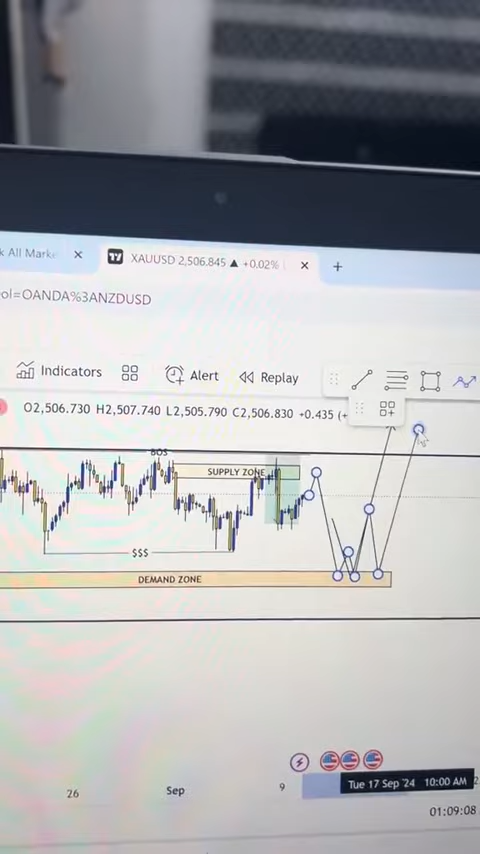 k All Marke
XAUUSD 2,506.845 ▲ +0.02%
ol=OANDA%3ANZDUSD
Indicators Alert Replay
O2,506.730 H2,507.740 L2,505.790 C2,506.830 +0.435 (+
BOS
SUPPLY ZONE
$$$
DEMAND ZONE
26 Sep 9 Tue 17 Sep '24 10:00 AM 2
01:09:08